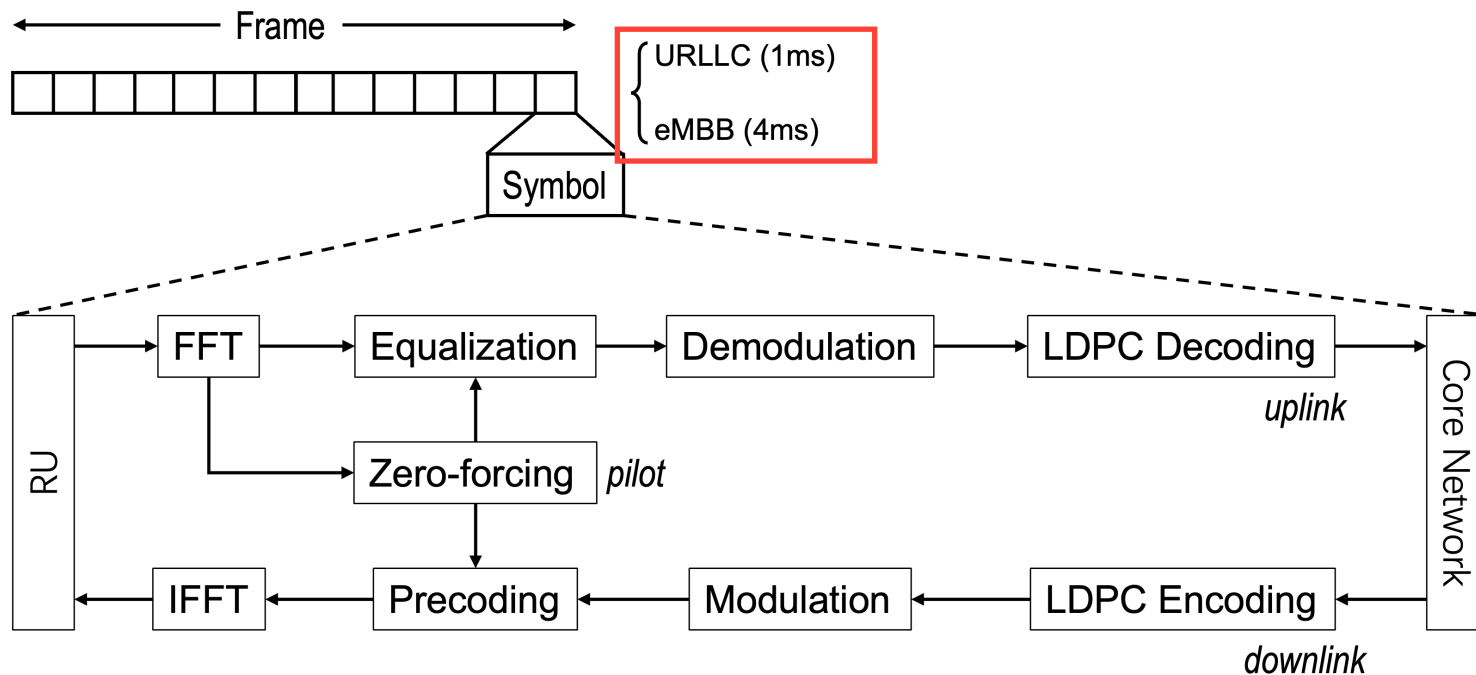 Frame
URLLC (1ms)
eMBB (4ms)
Symbol
RU
FFT
Equalization
Demodulation
LDPC Decoding
Core Network
uplink
Zero-forcing
pilot
IFFT
Precoding
Modulation
LDPC Encoding
downlink